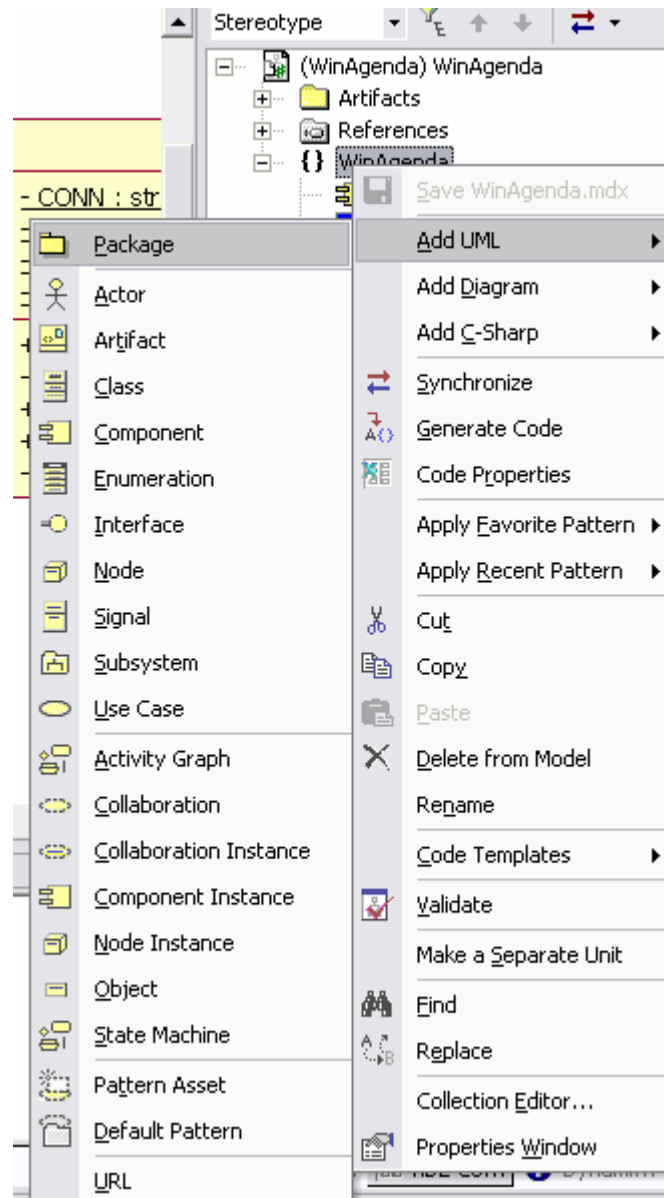 Stereotype
(WinAgenda) WinAgenda
Artifacts
References
WinAgenda
- CONN : str
Save WinAgenda.mdx
Add UML
Add Diagram
Add C-Sharp
Synchronize
Generate Code
Code Properties
Apply Favorite Pattern
Apply Recent Pattern
Cut
Copy
Paste
Delete from Model
Rename
Code Templates
Validate
Make a Separate Unit
Find
Replace
Collection Editor...
Properties Window
Package
Actor
Artifact
Class
Component
Enumeration
Interface
Node
Signal
Subsystem
Use Case
Activity Graph
Collaboration
Collaboration Instance
Component Instance
Node Instance
Object
State Machine
Pattern Asset
Default Pattern
URL